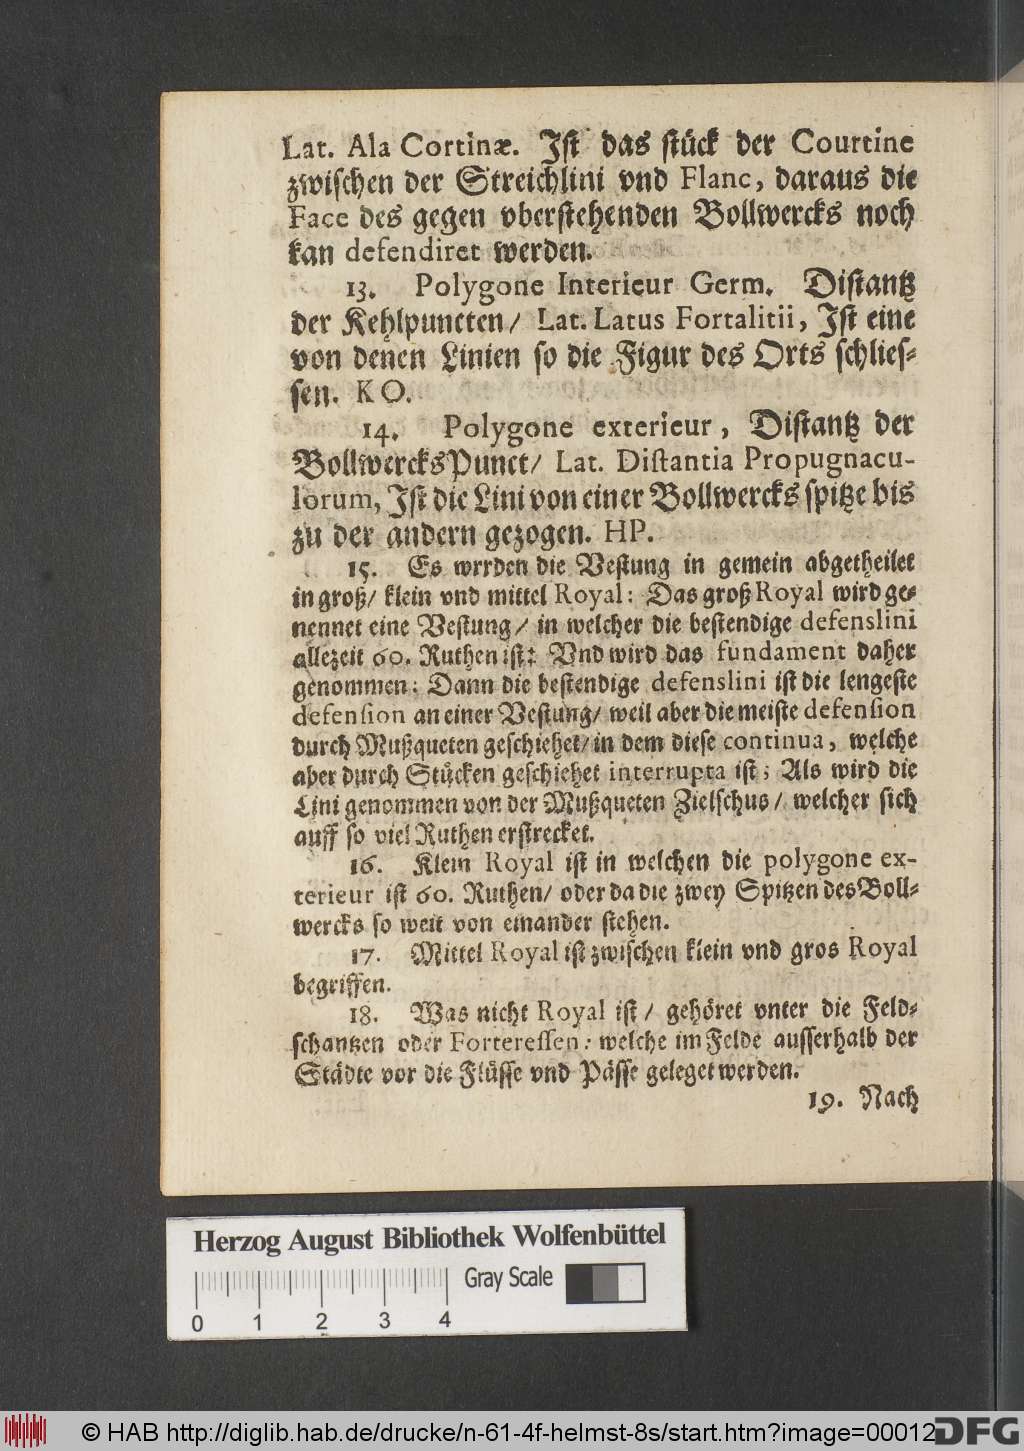 Lat. Ala Cortinæ. Ist das stück der Courtine
zwischen der Streichlini vnd Flanc, daraus die
Face des gegen vberstehenden Bollwercks noch
kan defendiret werden.
13. Polygone Interieur Germ. Distantz
der Kehlpuncten/ Lat. Latus Fortalitii, Ist eine
von denen Linien so die Figur des Orts schlies-
sen. KO.
14. Polygone exterieur, Distantz der
BollwercksPunct/ Lat. Distantia Propugnacu-
lorum, Ist die Lini von einer Bollwercks spitze bis
zu der andern gezogen. HP.
15. Es wrrden die Vestung in gemein abgetheilet
in groß/ klein vnd mittel Royal: Das groß Royal wird ge-
nennet eine Vestung/ in welcher die bestendige defenslini
allezeit 60. Ruthen ist: Vnd wird das fundament daher
genommen: Dann die bestendige defenslini ist die lengeste
defension an einer Vestung/ weil aber die meiste defension
durch Mußqueten geschiehet/ in dem diese continua, welche
aber durch Stücken geschiehet interrupta ist; Als wird die
Lini genommen von der Mußqueten Zielschus/ welcher sich
auff so viel Ruthen erstrecket.
16. Klein Royal ist in welchen die polygone ex-
terieur ist 60. Ruthen/ oder da die zwey Spitzen des Boll-
wercks so weit von einander stehen.
17. Mittel Royal ist zwischen klein vnd gros Royal
begriffen.
18. Was nicht Royal ist/ gehöret vnter die Feld-
schantzen oder Forteressen: welche im Felde ausserhalb der
Städte vor die Flüsse vnd Pässe geleget werden.
19. Nach
Herzog August Bibliothek Wolfenbüttel
Gray Scale
0 1 2 3 4
© HAB http://diglib.hab.de/drucke/n-61-4f-helmst-8s/start.htm?image=00012
DFG